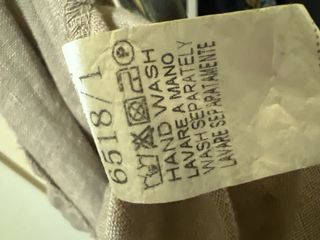 6518/1
P
HAND WASH
LAVARE A MANO
WASH SEPARATELY
LAVARE SEPARATAMENTE